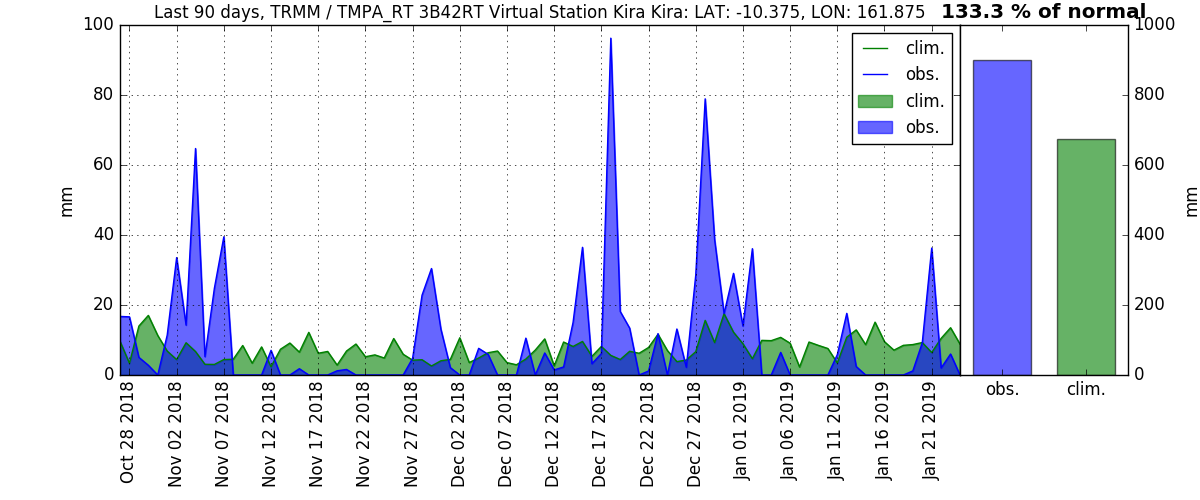 Last 90 days, TRMM / TMPA_RT 3B42RT Virtual Station Kira Kira: LAT: -10.375, LON: 161.875
133.3 % of normal
100
80
60
40
20
0
mm
clim.
obs.
clim.
obs.
1000
800
600
400
200
0
mm
obs.
clim.
Oct 28 2018
Nov 02 2018
Nov 07 2018
Nov 12 2018
Nov 17 2018
Nov 22 2018
Nov 27 2018
Dec 02 2018
Dec 07 2018
Dec 12 2018
Dec 17 2018
Dec 22 2018
Dec 27 2018
Jan 01 2019
Jan 06 2019
Jan 11 2019
Jan 16 2019
Jan 21 2019